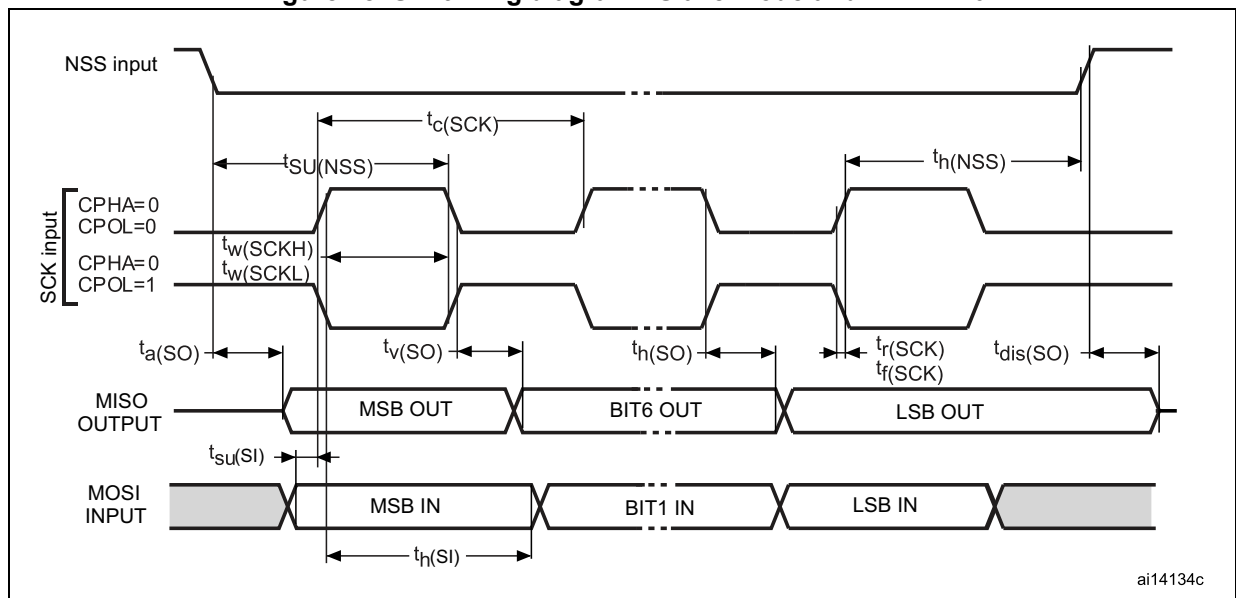 NSS input
tc(SCK)
tSU(NSS)
th(NSS)
SCK input
CPHA=0
CPOL=0
tw(SCKH)
CPHA=0
tw(SCKL)
CPOL=1
ta(SO)
tv(SO)
th(SO)
tr(SCK)
tf(SCK)
tdis(SO)
MISO
OUTPUT
MSB OUT
BIT6 OUT
LSB OUT
tsu(SI)
MOSI
INPUT
MSB IN
BIT1 IN
LSB IN
th(SI)
ai14134c